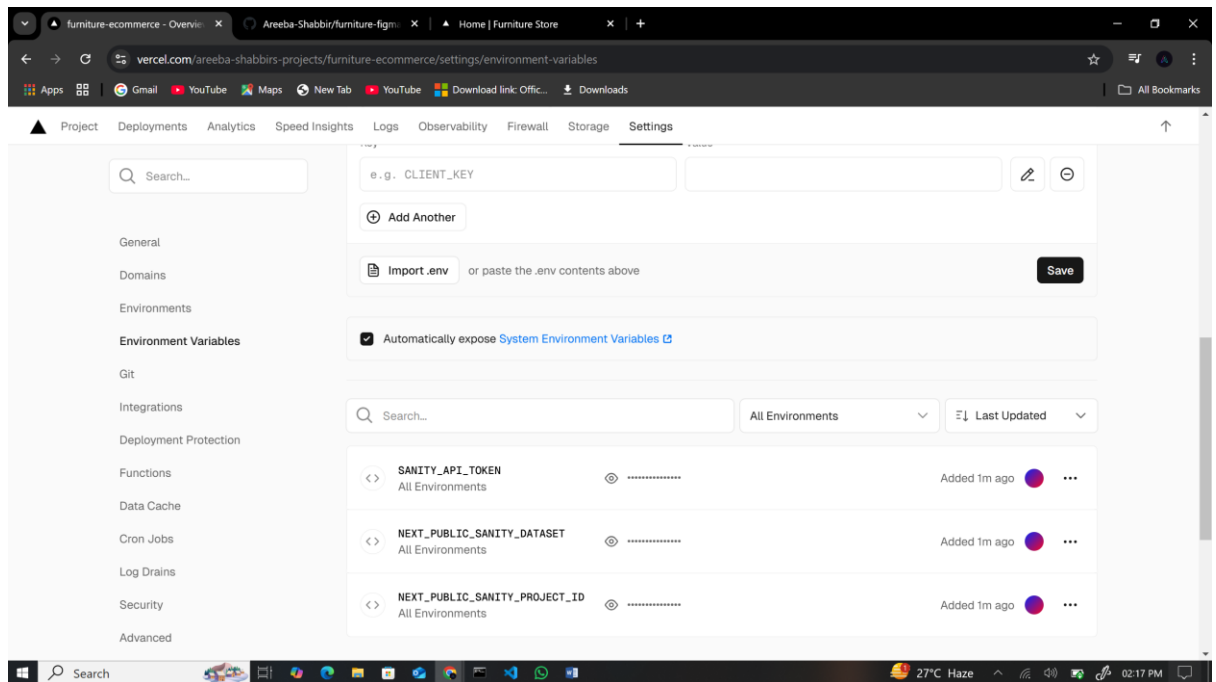 furniture-ecommerce - Overvie
Areeba-Shabbir/furniture-figm
Home | Furniture Store
vercel.com/areeba-shabbirs-projects/furniture-ecommerce/settings/environment-variables
Apps
Gmail
YouTube
Maps
New Tab
YouTube
Download link: Offic...
Downloads
All Bookmarks
Project
Deployments
Analytics
Speed Insights
Logs
Observability
Firewall
Storage
Settings
Search...
General
Domains
Environments
Environment Variables
Git
Integrations
Deployment Protection
Functions
Data Cache
Cron Jobs
Log Drains
Security
Advanced
e.g. CLIENT_KEY
Add Another
Import .env
or paste the .env contents above
Save
Automatically expose System Environment Variables
Search...
All Environments
Last Updated
SANITY_API_TOKEN
All Environments
Added 1m ago
NEXT_PUBLIC_SANITY_DATASET
All Environments
Added 1m ago
NEXT_PUBLIC_SANITY_PROJECT_ID
All Environments
Added 1m ago
Search
27°C Haze
02:17 PM